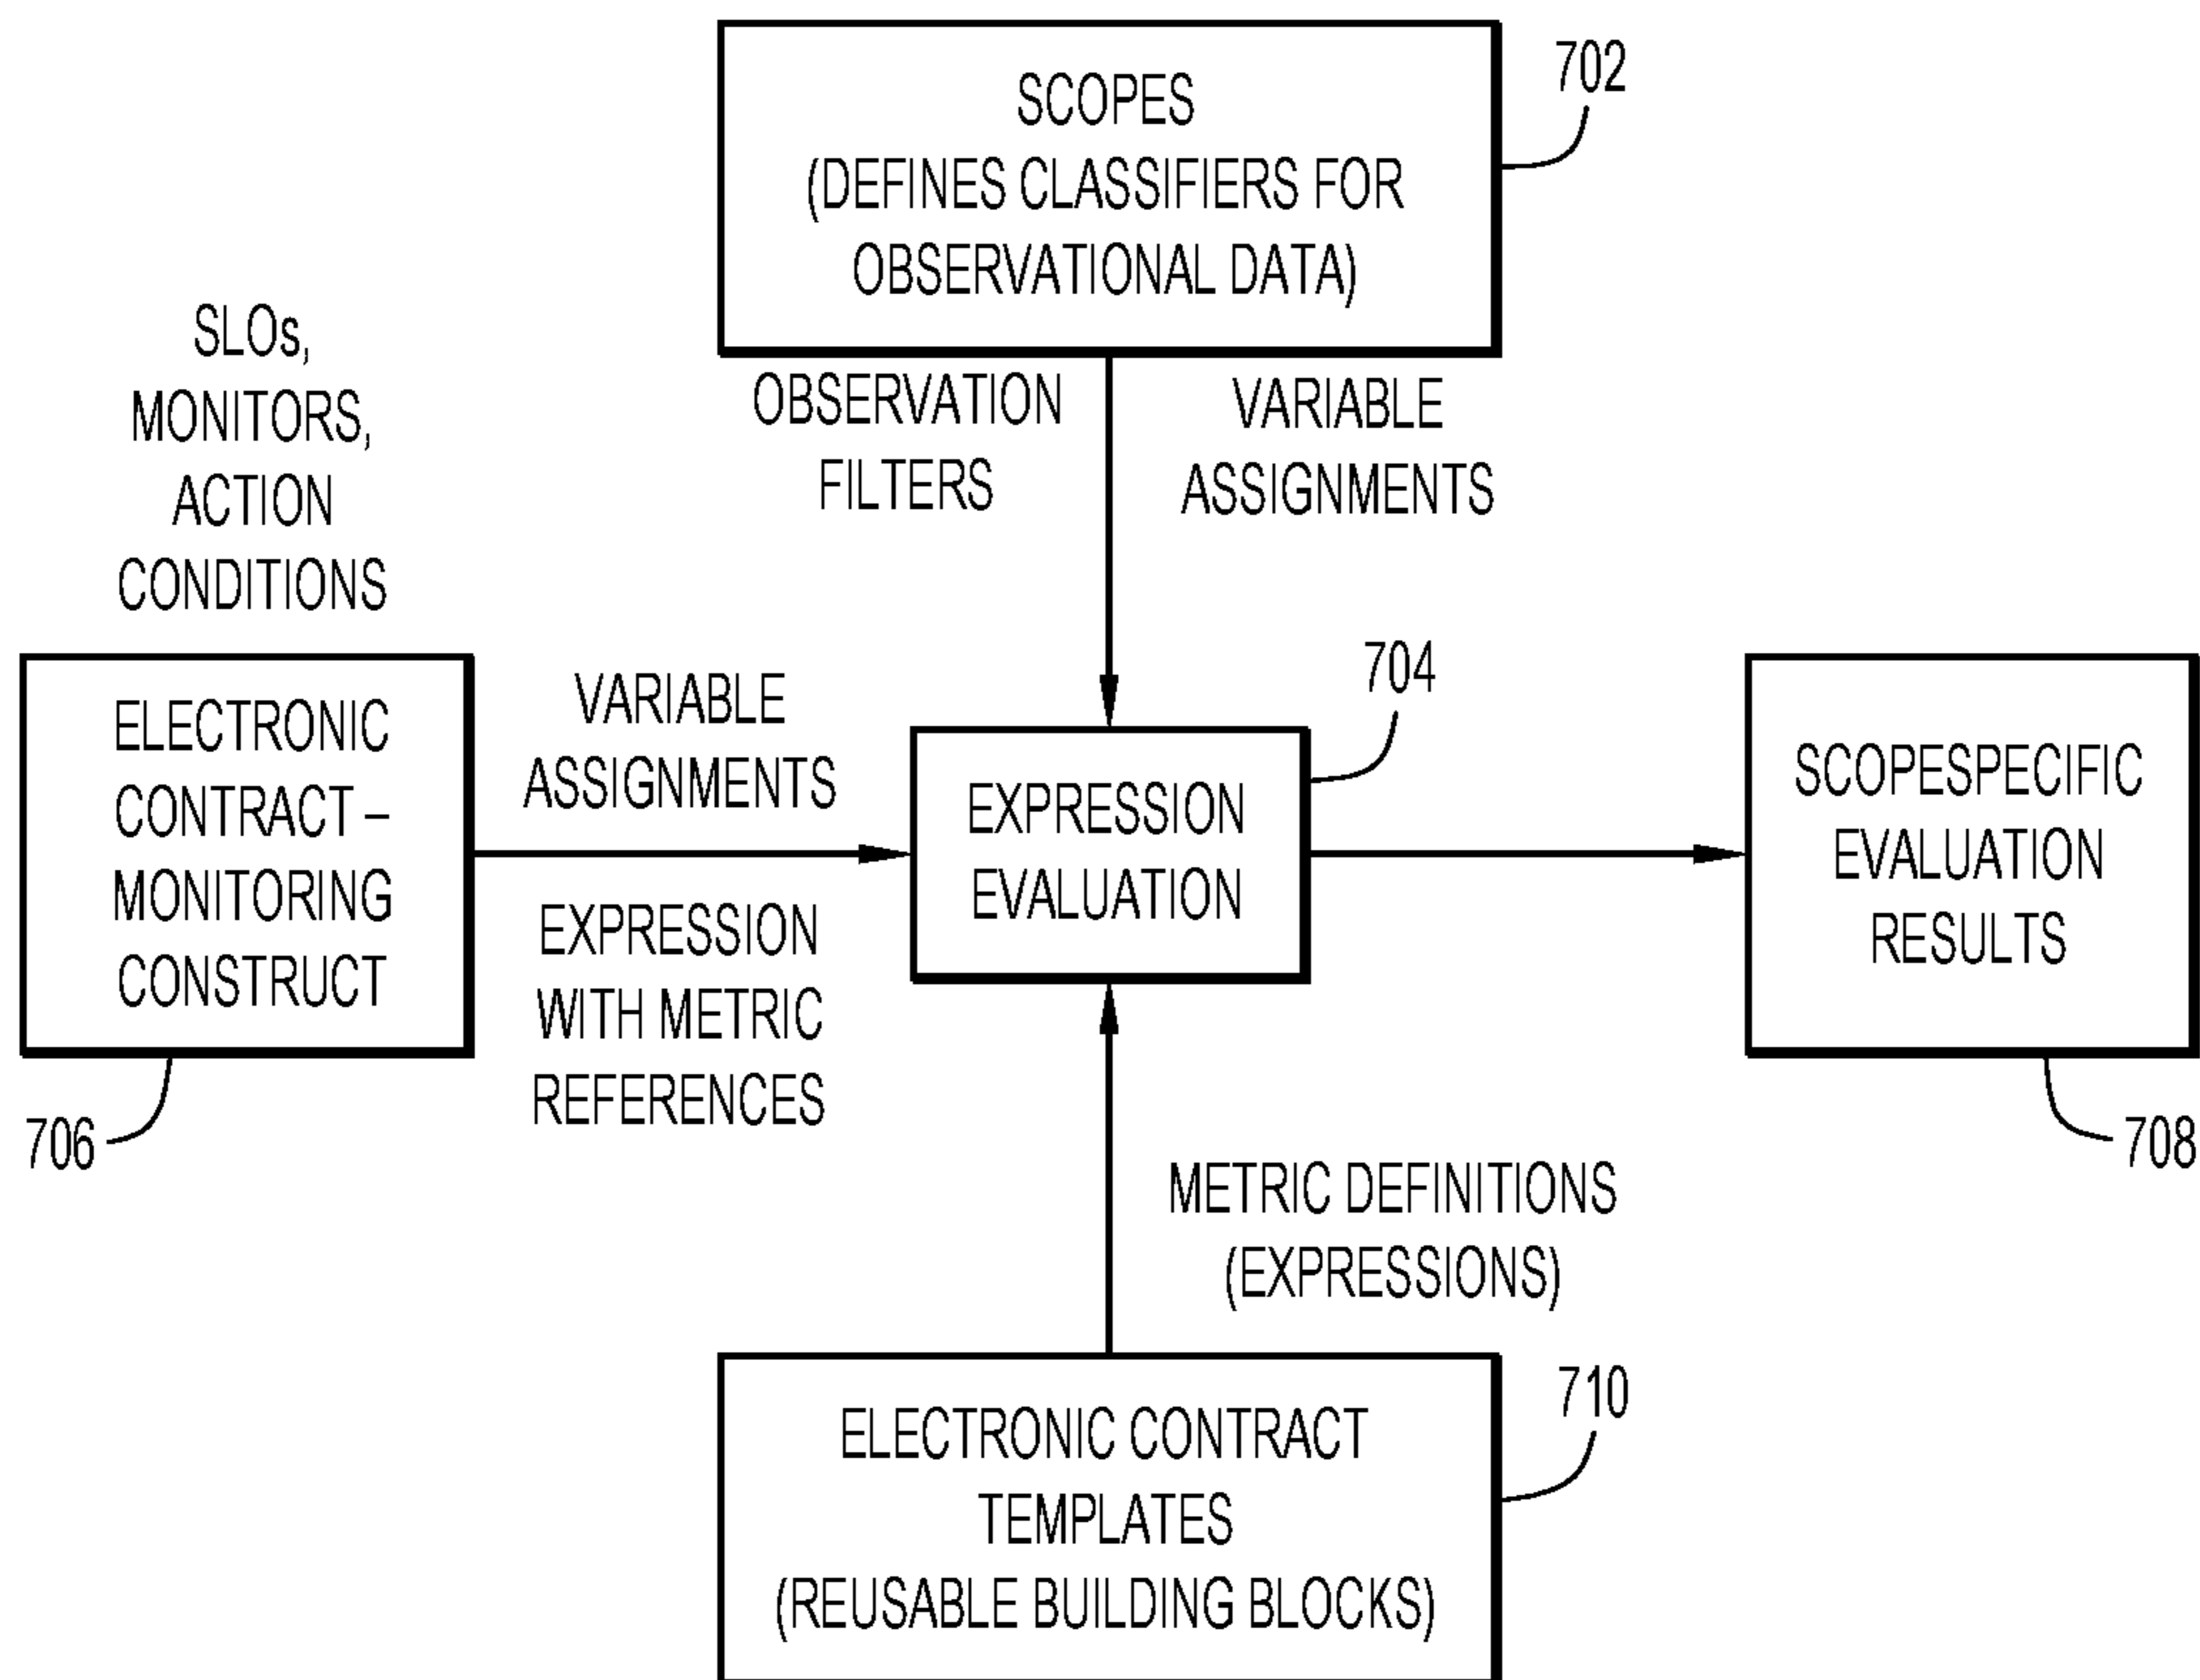 SCOPES
(DEFINES CLASSIFIERS FOR
OBSERVATIONAL DATA)
702
OBSERVATION
FILTERS
VARIABLE
ASSIGNMENTS
SLOs,
MONITORS,
ACTION
CONDITIONS
ELECTRONIC
CONTRACT –
MONITORING
CONSTRUCT
706
VARIABLE
ASSIGNMENTS
EXPRESSION
WITH METRIC
REFERENCES
704
EXPRESSION
EVALUATION
SCOPESPECIFIC
EVALUATION
RESULTS
708
METRIC DEFINITIONS
(EXPRESSIONS)
ELECTRONIC CONTRACT
TEMPLATES
(REUSABLE BUILDING BLOCKS)
710